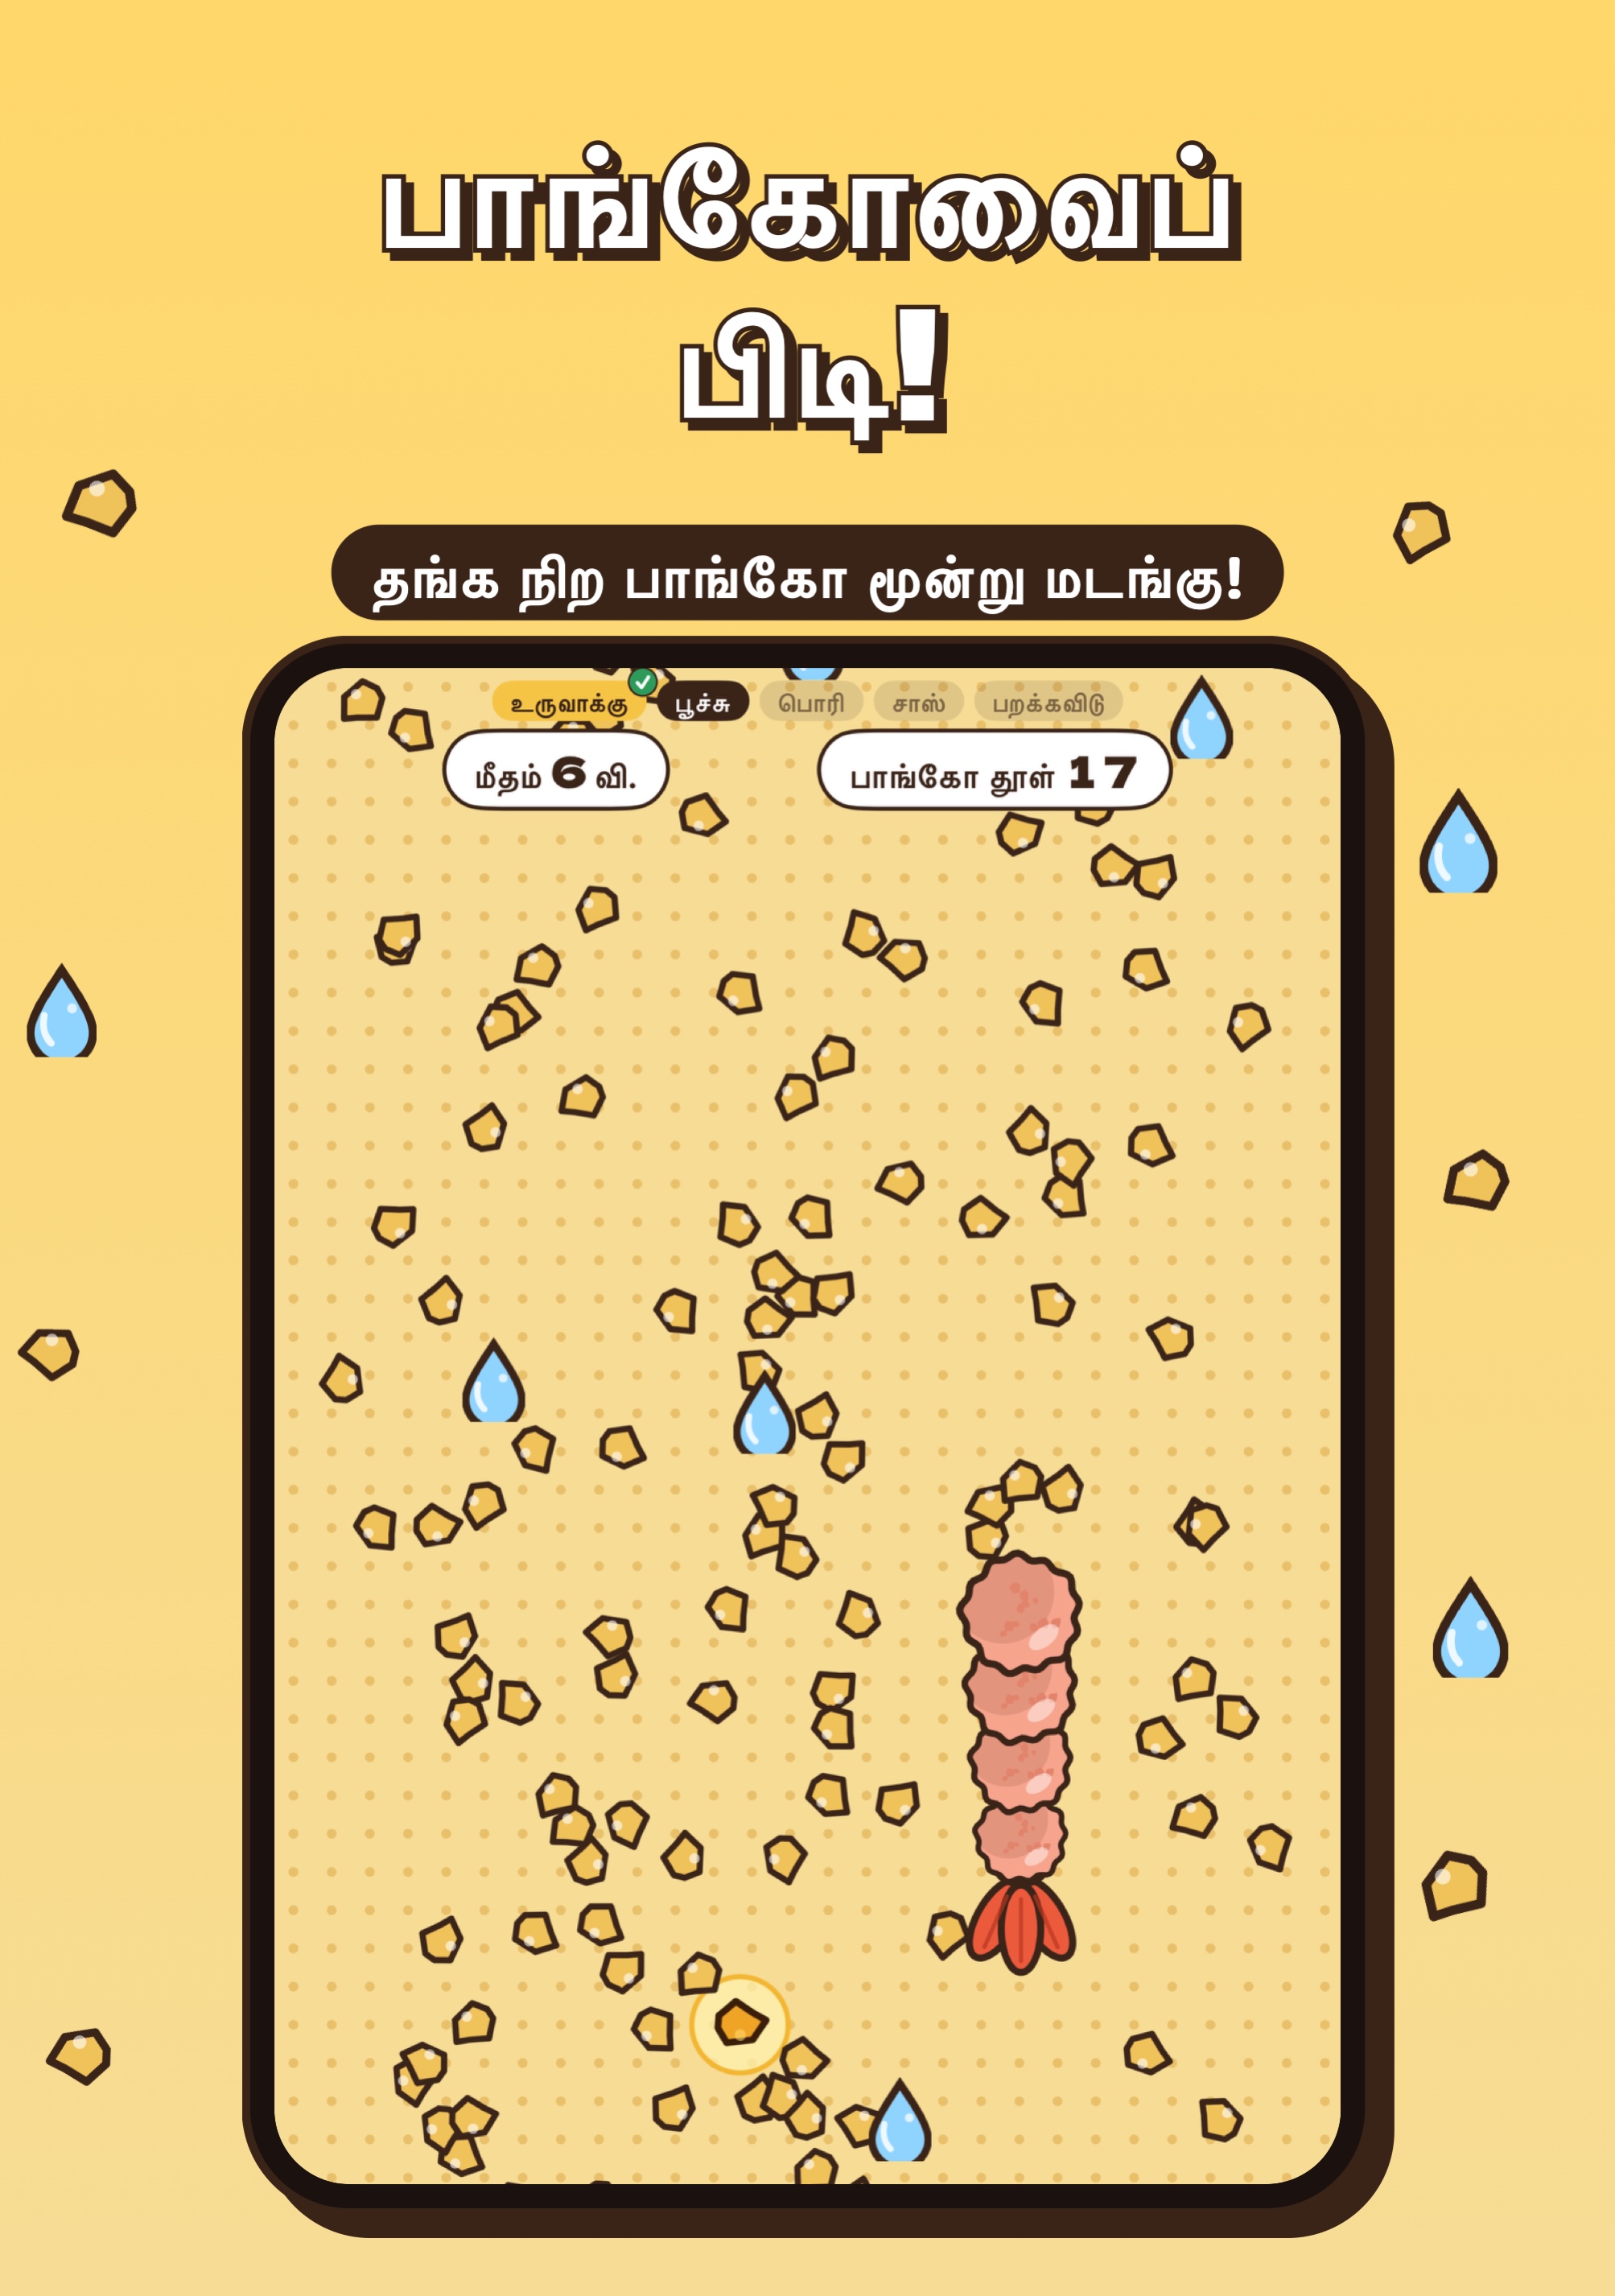 பாங்கோவைப்
பிடி!
தங்க நிற பாங்கோ மூன்று மடங்கு!
உருவாக்கு பூச்சு பொரி சாஸ் பறக்கவிடு
மீதம் 6 வி. பாங்கோ தூள் 17